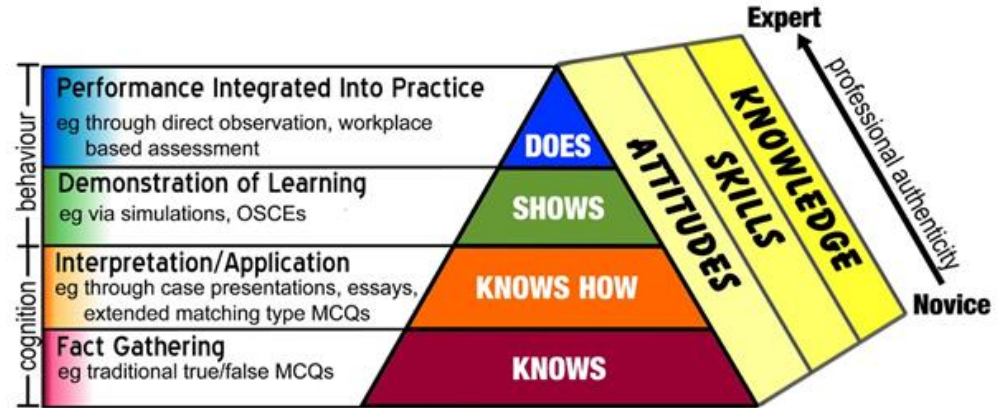 Expert
professional authenticity
Novice
behaviour
cognition
Performance Integrated Into Practice
eg through direct observation, workplace
based assessment
DOES
Demonstration of Learning
eg via simulations, OSCEs
SHOWS
Interpretation/Application
eg through case presentations, essays,
extended matching type MCQs
KNOWS HOW
Fact Gathering
eg traditional true/false MCQs
KNOWS
ATTITUDES
SKILLS
KNOWLEDGE